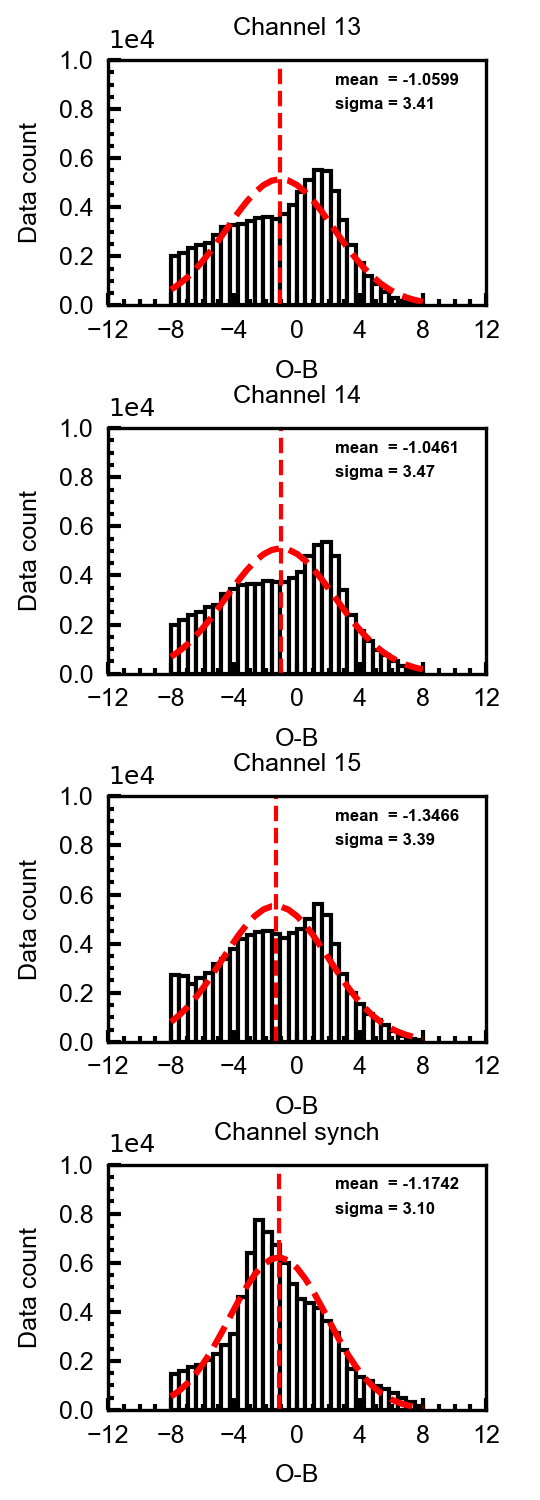 Channel 13
1e4
mean = -1.0599
sigma = 3.41
1.0
0.8
0.6
0.4
0.2
0.0
Data count
−12 −8 −4 0 4 8 12
O-B
Channel 14
1e4
mean = -1.0461
sigma = 3.47
1.0
0.8
0.6
0.4
0.2
0.0
Data count
−12 −8 −4 0 4 8 12
O-B
Channel 15
1e4
mean = -1.3466
sigma = 3.39
1.0
0.8
0.6
0.4
0.2
0.0
Data count
−12 −8 −4 0 4 8 12
O-B
Channel synch
1e4
mean = -1.1742
sigma = 3.10
1.0
0.8
0.6
0.4
0.2
0.0
Data count
−12 −8 −4 0 4 8 12
O-B